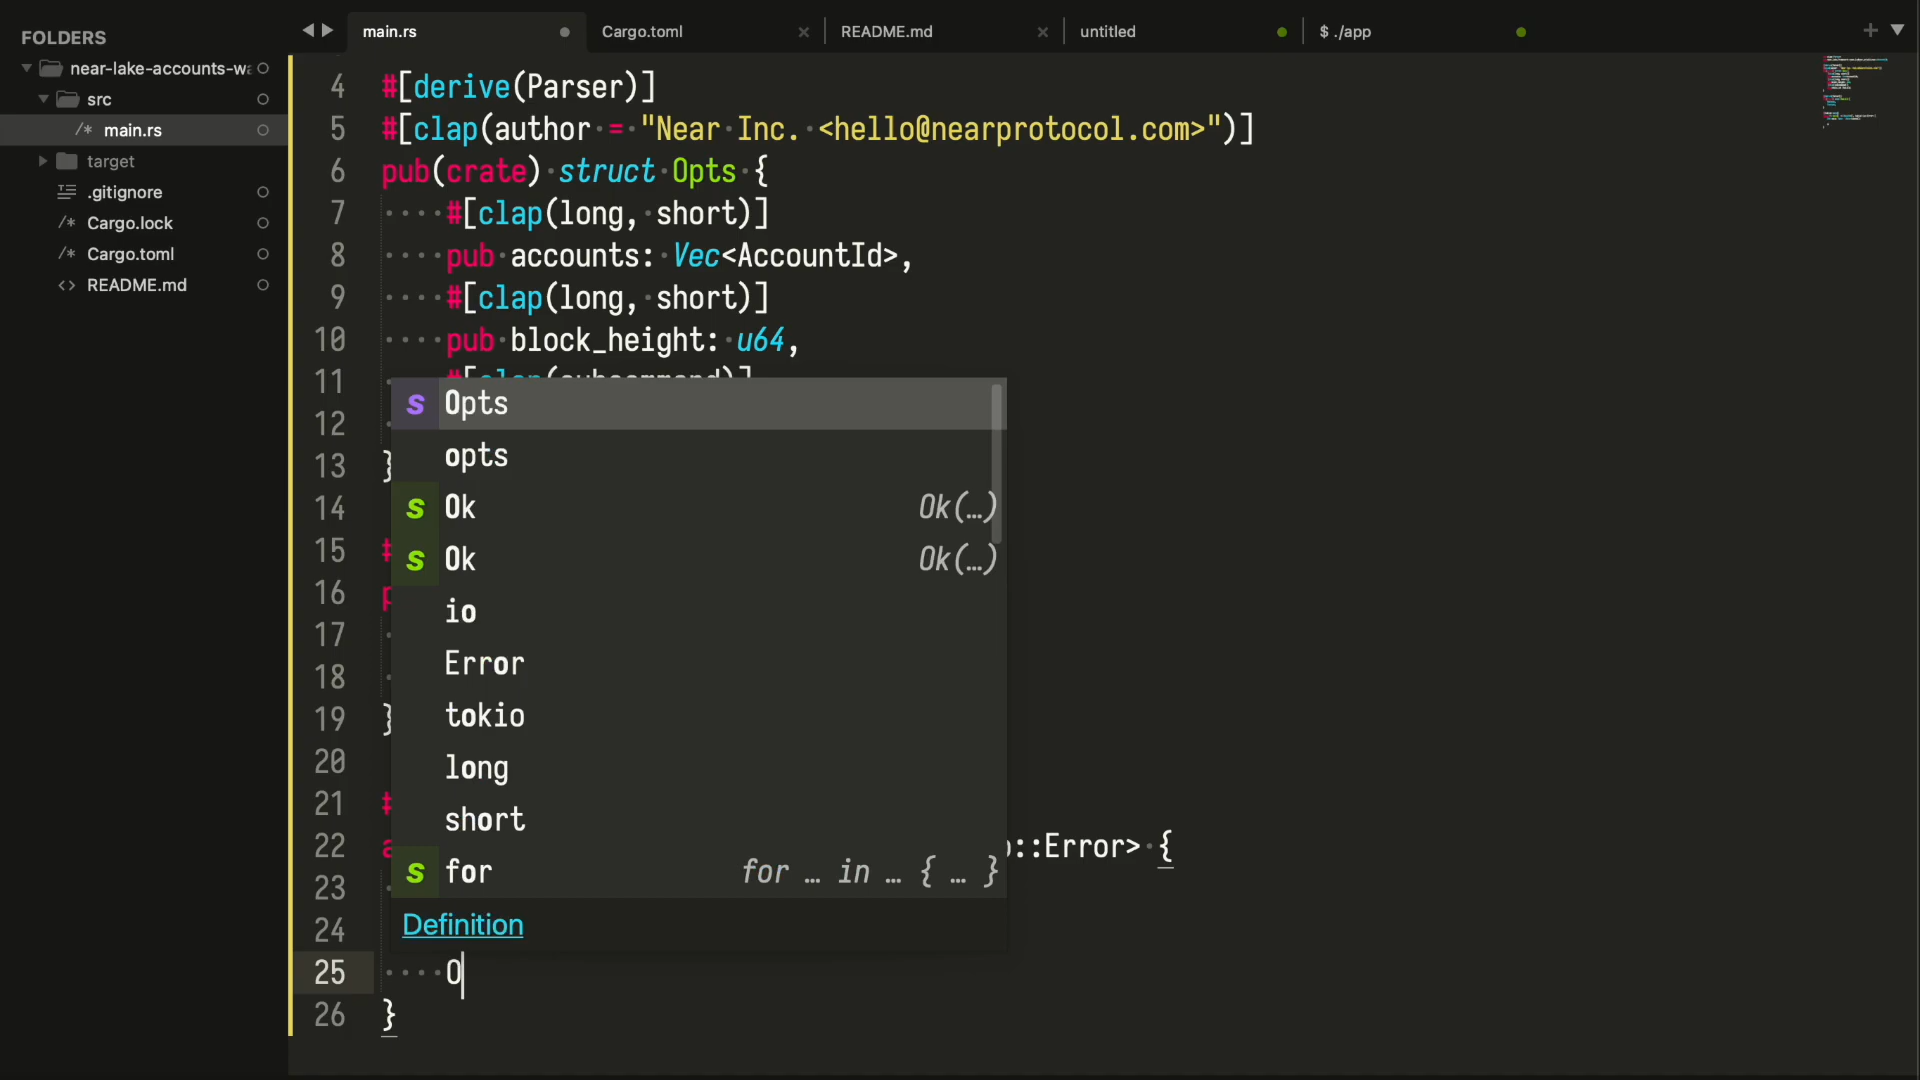 FOLDERS
near-lake-accounts-wa
src
/* main.rs
target
.gitignore
/* Cargo.lock
/* Cargo.toml
<> README.md
main.rs
Cargo.toml
README.md
untitled
$ ./app
4 #[derive(Parser)]
5 #[clap(author = "Near Inc. <hello@nearprotocol.com>")]
6 pub(crate) struct Opts {
7 #[clap(long, short)]
8 pub accounts: Vec<AccountId>,
9 #[clap(long, short)]
10 pub block_height: u64,
11 #[clap(subcommand)]
12
13 }
14
15 #
16 p
17
18
19 }
20
21 #
22 a ::Error> {
23
24
25 O
26 }
s Opts
opts
s Ok Ok(…)
s Ok Ok(…)
io
Error
tokio
long
short
s for for … in … { … }
Definition